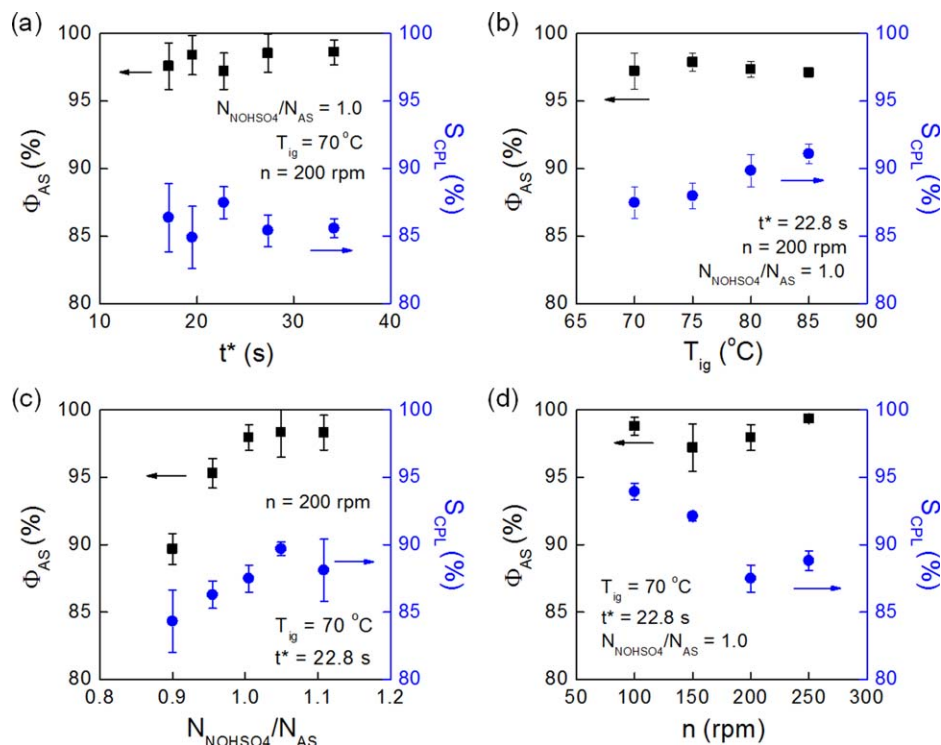 (a)
100
95
90
85
80
Φ_AS (%)
N_NOHSO4/N_AS = 1.0
T_ig = 70 °C
n = 200 rpm
100
95
90
85
80
S_CPL (%)
10 20 30 40
t* (s)
(b)
100
95
90
85
80
Φ_AS (%)
t* = 22.8 s
n = 200 rpm
N_NOHSO4/N_AS = 1.0
100
95
90
85
80
S_CPL (%)
65 70 75 80 85 90
T_ig (°C)
(c)
100
95
90
85
80
Φ_AS (%)
n = 200 rpm
T_ig = 70 °C
t* = 22.8 s
100
95
90
85
80
S_CPL (%)
0.8 0.9 1.0 1.1 1.2
N_NOHSO4/N_AS
(d)
100
95
90
85
80
Φ_AS (%)
T_ig = 70 °C
t* = 22.8 s
N_NOHSO4/N_AS = 1.0
100
95
90
85
80
S_CPL (%)
50 100 150 200 250 300
n (rpm)